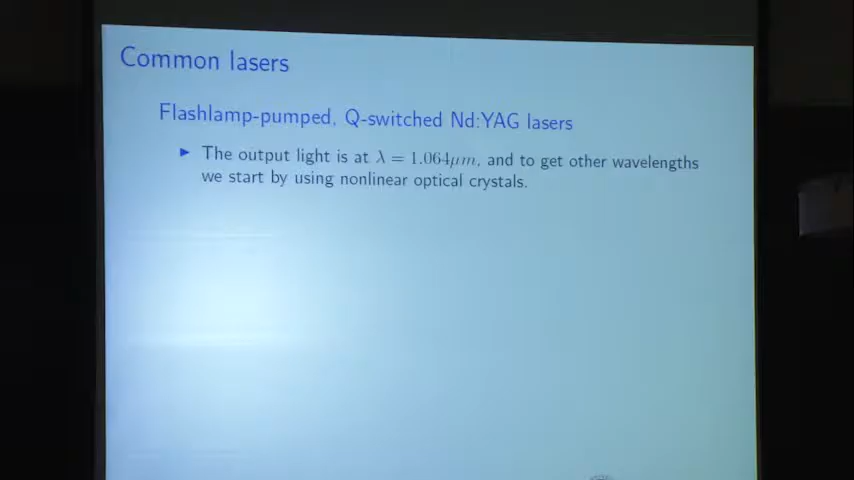 Common lasers
Flashlamp-pumped, Q-switched Nd:YAG lasers
▶ The output light is at λ = 1.064μm, and to get other wavelengths
we start by using nonlinear optical crystals.